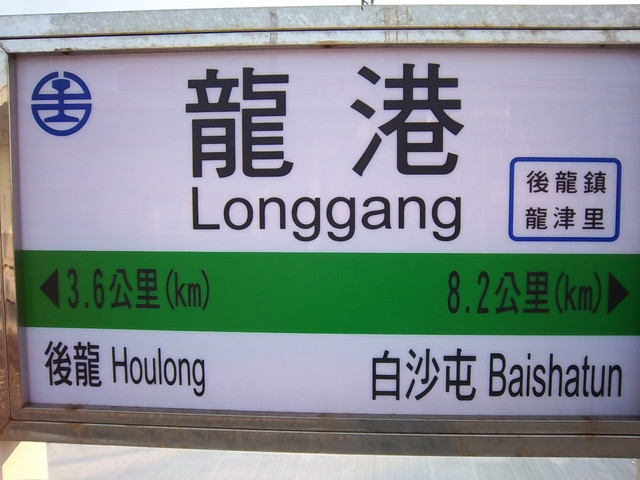 龍港
Longgang
後龍鎮
龍津里
3.6公里(km)
8.2公里(km)
後龍 Houlong
白沙屯 Baishatun